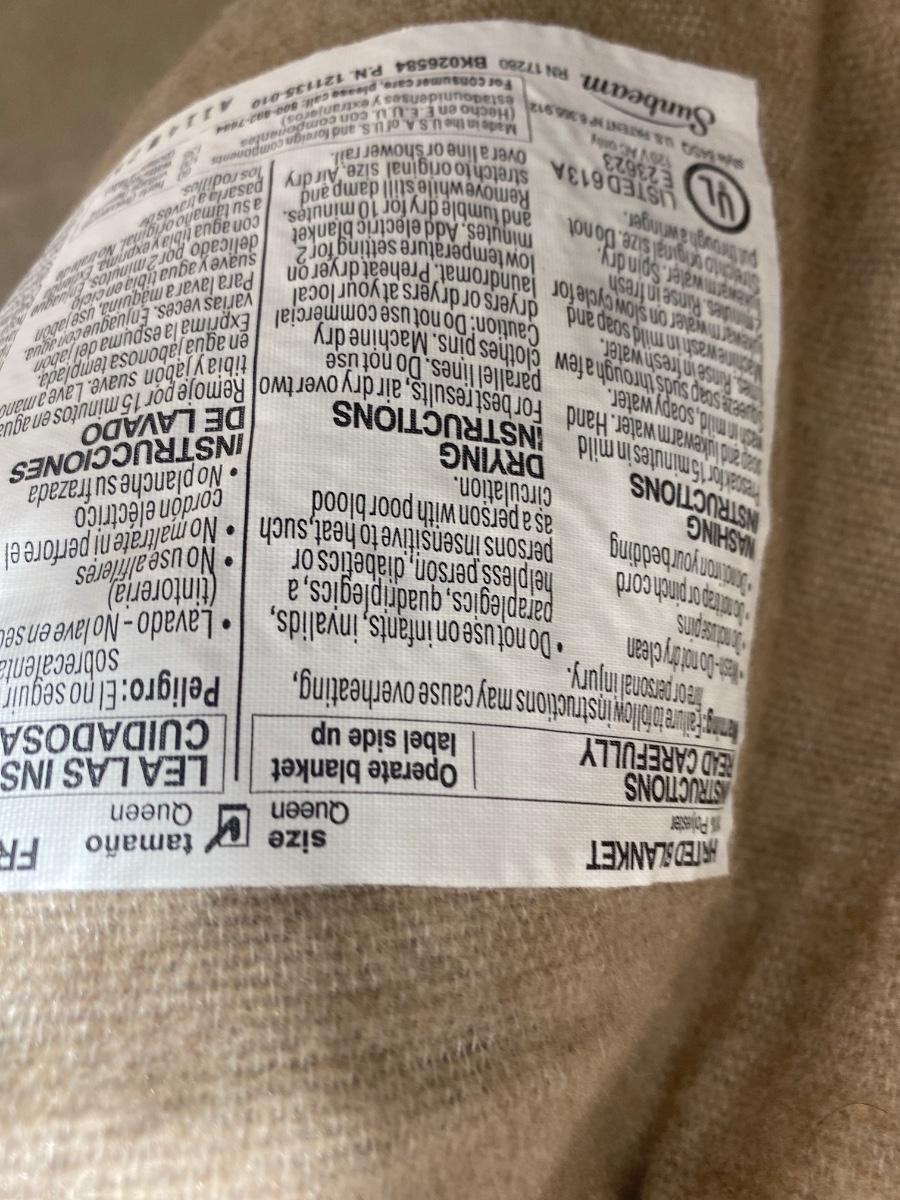 HEATED BLANKET
size
Queen
tamaño
Queen
INSTRUCTIONS
READ CAREFULLY
Operate blanket
label side up
Warning: Failure to follow instructions may cause overheating,
fire or personal injury.
• Wash - Do not dry clean
• Do not use pins
• Do not trap or pinch cord
• Do not iron your bedding
WASHING
INSTRUCTIONS
Presoak for 15 minutes in mild
soap and lukewarm water. Hand
wash in mild, soapy water.
Squeeze soap suds through a few
times. Rinse in fresh water.
Machine wash in mild soap and
lukewarm water on slow cycle for
2 minutes. Rinse in fresh
lukewarm water. Spin dry,
stretch to original size. Do not
put through a wringer.
UL
LISTED 613A
E23623
120 V AC only
style B4SQ U.S. PATENT Nº 6,365,912
Sunbeam. RN 17280 BK026584 P.N. 121135-010
• Do not use on infants, invalids,
paraplegics, quadriplegics, a
helpless person, diabetics or
persons insensitive to heat, such
as a person with poor blood
circulation.
DRYING
INSTRUCTIONS
For best results, air dry over two
parallel lines. Do not use
clothes pins. Machine dry
Caution: Do not use commercial
dryers or dryers at your local
laundromat. Preheat dryer on
low temperature setting for 2
minutes. Add electric blanket
and tumble dry for 10 minutes.
Remove while still damp and
stretch to original size. Air dry
over a line or shower rail.
Made in the U.S.A. of U.S. and foreign components
(Hecho en E.E.U.U. con componentes
estadounidenses y extranjeros)
For consumer care, please call:
LEA LAS INS
CUIDADOSA
Peligro: El no seguir
sobrecalenta
• Lavado - No lave en sec
(tintorería)
• No use alfileres
• No maltrate ni perfore el
cordón eléctrico
• No planche su frazada
INSTRUCCIONES
DE LAVADO
Remoje por 15 minutos en agua
tibia y jabón suave. Lave a mano
en agua jabonosa templada.
Exprima la espuma del jabón
varias veces. Enjuague con agua.
Para lavar a máquina, use jabón
suave y agua tibia en ciclo
delicado por 2 minutos. Enjuague
con agua tibia y exprima.
a su tamaño original. No trate de
pasarla a través de
los rodillos.